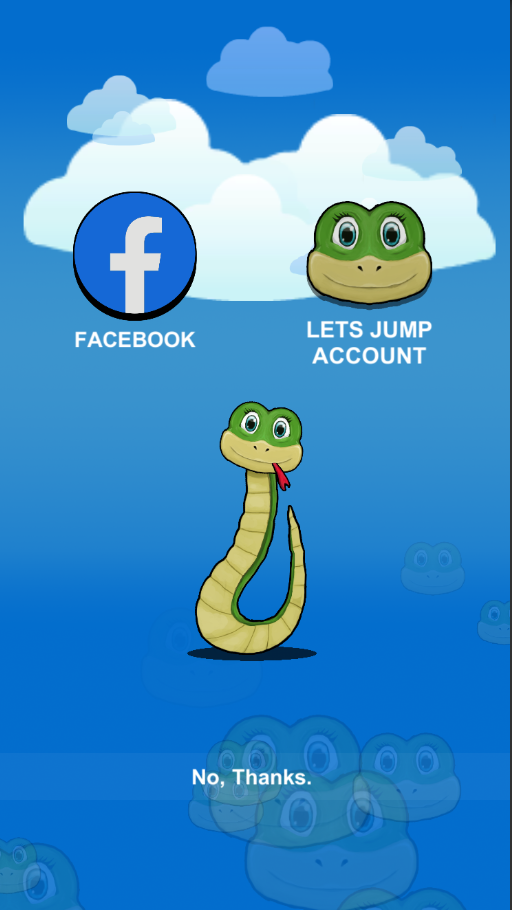 FACEBOOK
LETS JUMP
ACCOUNT
No, Thanks.